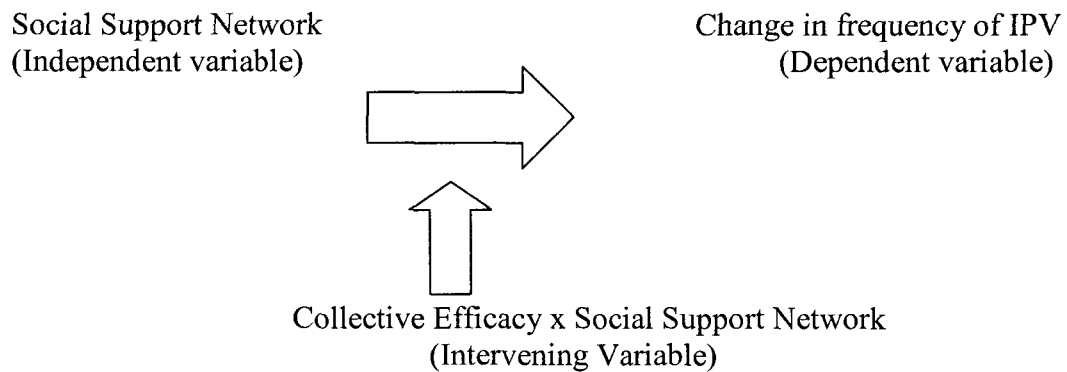 Social Support Network
(Independent variable)
Change in frequency of IPV
(Dependent variable)
Collective Efficacy x Social Support Network
(Intervening Variable)